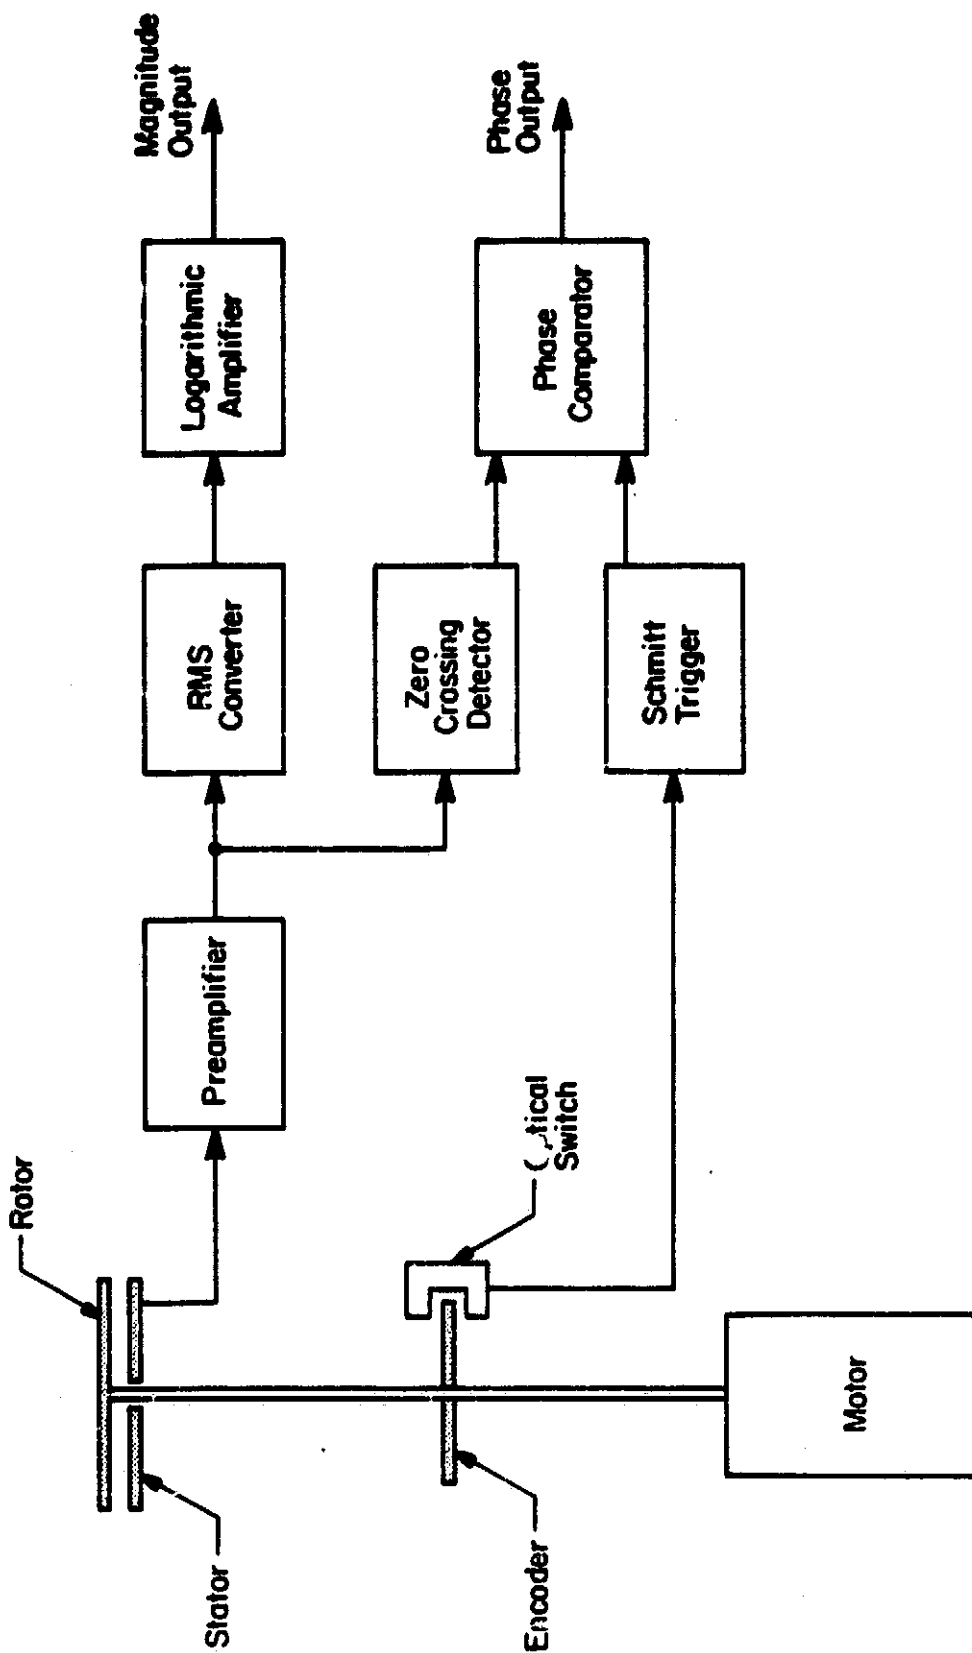 Rotor
Stator
Preamplifier
RMS
Converter
Logarithmic
Amplifier
Magnitude
Output
Zero
Crossing
Detector
Phase
Comparator
Phase
Output
Encoder
Switch
Schmitt
Trigger
Motor